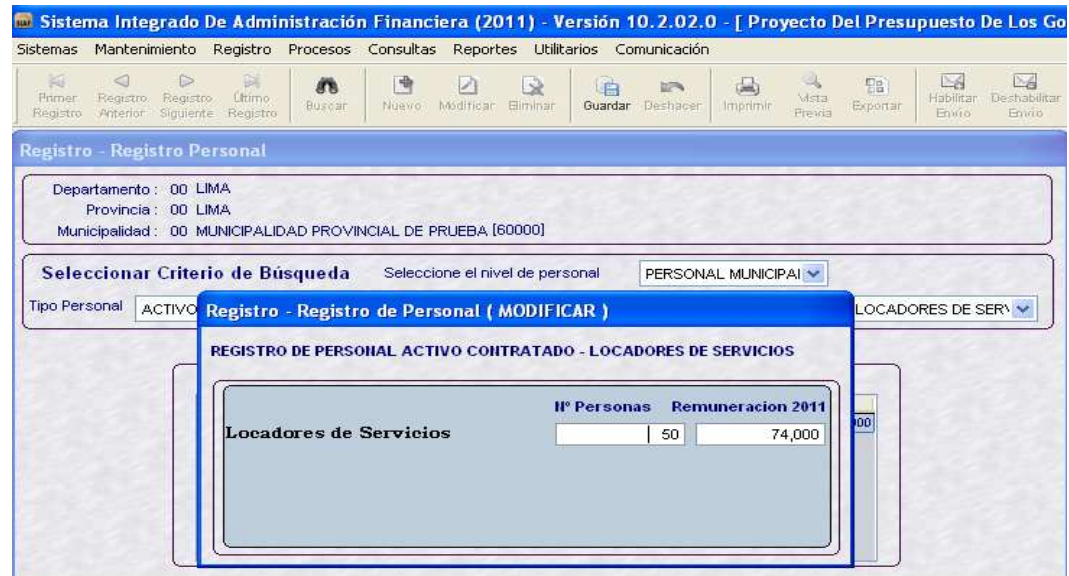 Sistema Integrado De Administración Financiera (2011) - Versión 10.2.02.0 - [ Proyecto Del Presupuesto De Los Go
Sistemas Mantenimiento Registro Procesos Consultas Reportes Utilitarios Comunicación
Primer Registro Registro Anterior Registro Siguiente Último Registro Buscar Nuevo Modificar Eliminar Guardar Deshacer Imprimir Vista Previa Exportar Habilitar Envio Deshabilitar Envio
Registro - Registro Personal
Departamento : 00 LIMA
Provincia : 00 LIMA
Municipalidad : 00 MUNICIPALIDAD PROVINCIAL DE PRUEBA [60000]
Seleccionar Criterio de Búsqueda Seleccione el nivel de personal PERSONAL MUNICIPAI
Tipo Personal ACTIVO LOCADORES DE SER
Registro - Registro de Personal ( MODIFICAR )
REGISTRO DE PERSONAL ACTIVO CONTRATADO - LOCADORES DE SERVICIOS
Nº Personas Remuneracion 2011
Locadores de Servicios 50 74,000
000